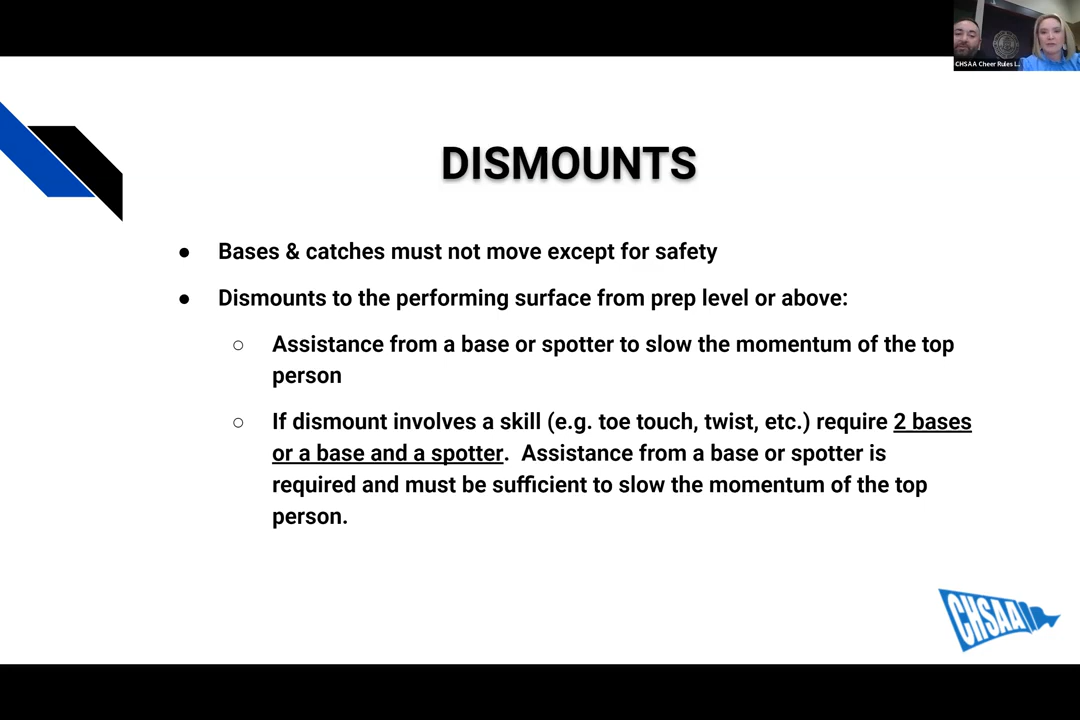 CHSAA Cheer Rules I...
DISMOUNTS
● Bases & catches must not move except for safety
● Dismounts to the performing surface from prep level or above:
○ Assistance from a base or spotter to slow the momentum of the top
person
○ If dismount involves a skill (e.g. toe touch, twist, etc.) require 2 bases
or a base and a spotter.  Assistance from a base or spotter is
required and must be sufficient to slow the momentum of the top
person.
CHSAA